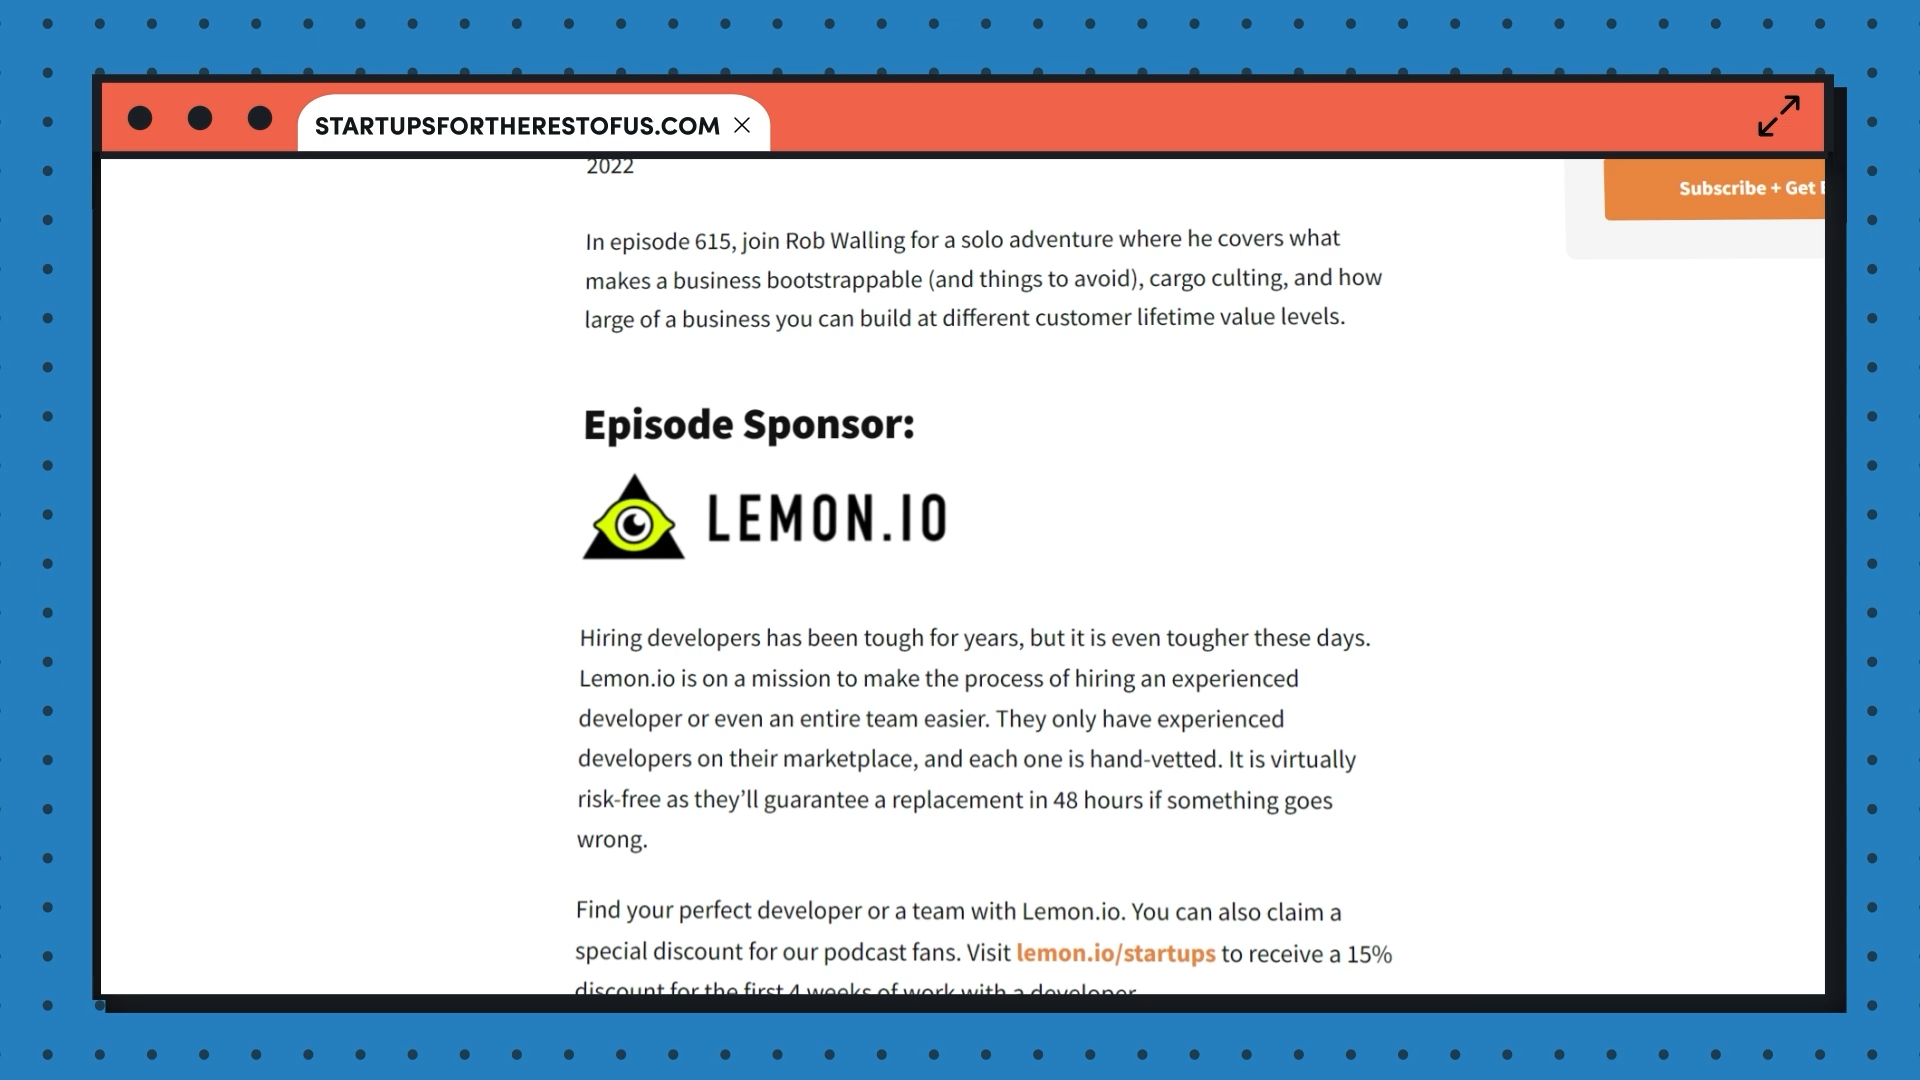 STARTUPSFORTHERESTOFUS.COM
2022
Subscribe + Get
In episode 615, join Rob Walling for a solo adventure where he covers what
makes a business bootstrappable (and things to avoid), cargo culting, and how
large of a business you can build at different customer lifetime value levels.
Episode Sponsor:
LEMON.IO
Hiring developers has been tough for years, but it is even tougher these days.
Lemon.io is on a mission to make the process of hiring an experienced
developer or even an entire team easier. They only have experienced
developers on their marketplace, and each one is hand-vetted. It is virtually
risk-free as they’ll guarantee a replacement in 48 hours if something goes
wrong.
Find your perfect developer or a team with Lemon.io. You can also claim a
special discount for our podcast fans. Visit lemon.io/startups to receive a 15%
discount for the first 4 weeks of work with a developer